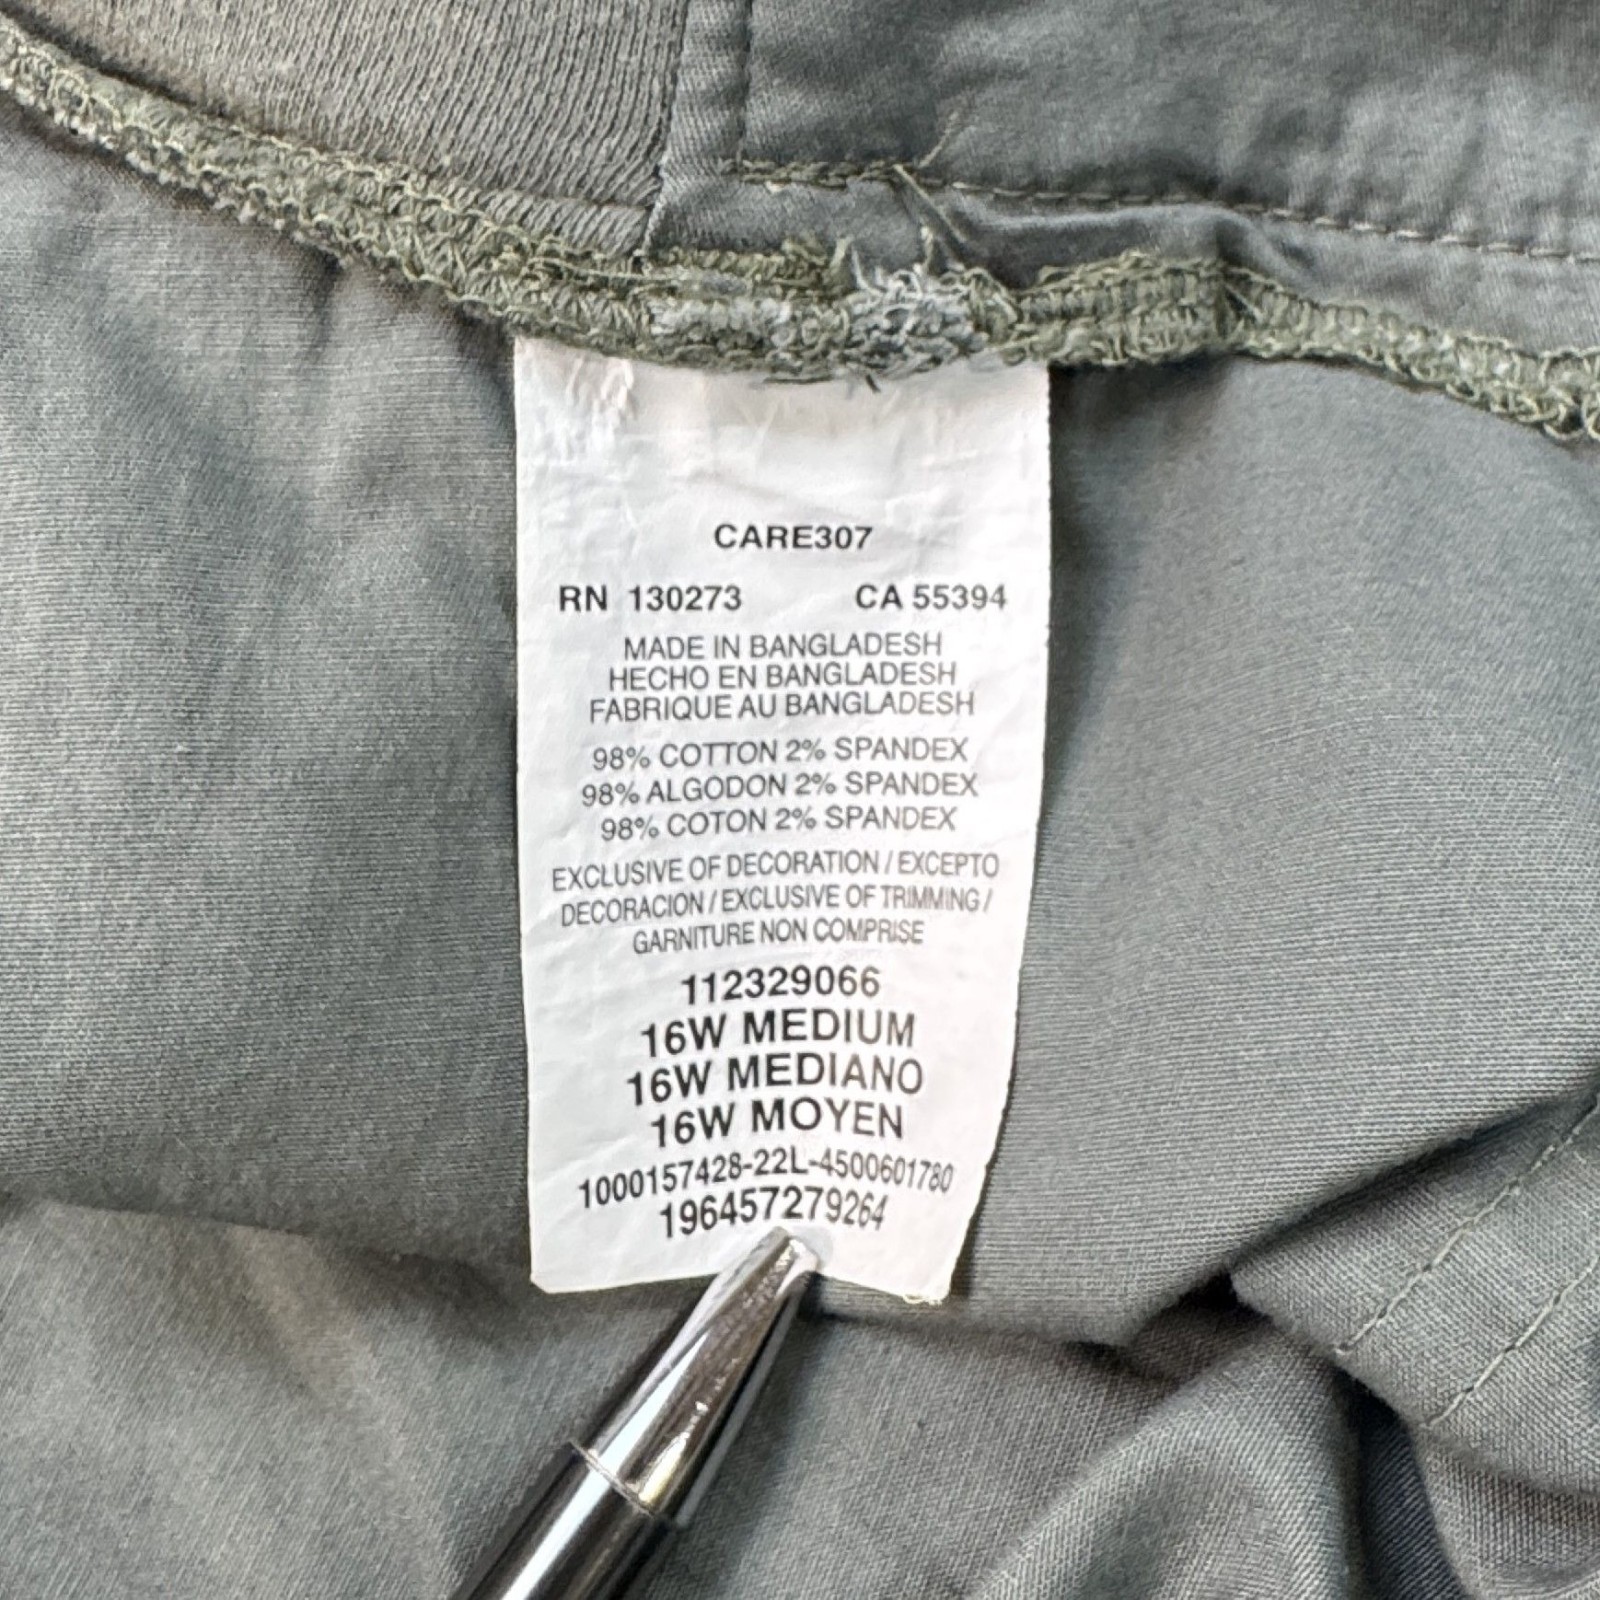 CARE307
RN 130273 CA 55394
MADE IN BANGLADESH
HECHO EN BANGLADESH
FABRIQUE AU BANGLADESH
98% COTTON 2% SPANDEX
98% ALGODON 2% SPANDEX
98% COTON 2% SPANDEX
EXCLUSIVE OF DECORATION / EXCEPTO
DECORACION / EXCLUSIVE OF TRIMMING /
GARNITURE NON COMPRISE
112329066
16W MEDIUM
16W MEDIANO
16W MOYEN
1000157428-22L-4500601780
196457279264